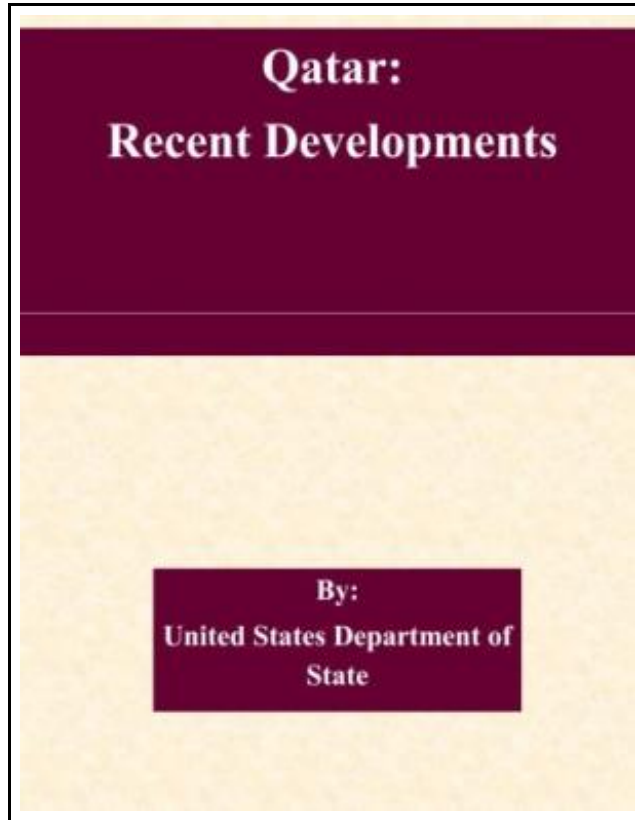 Qatar:
Recent Developments
By:
United States Department of
State